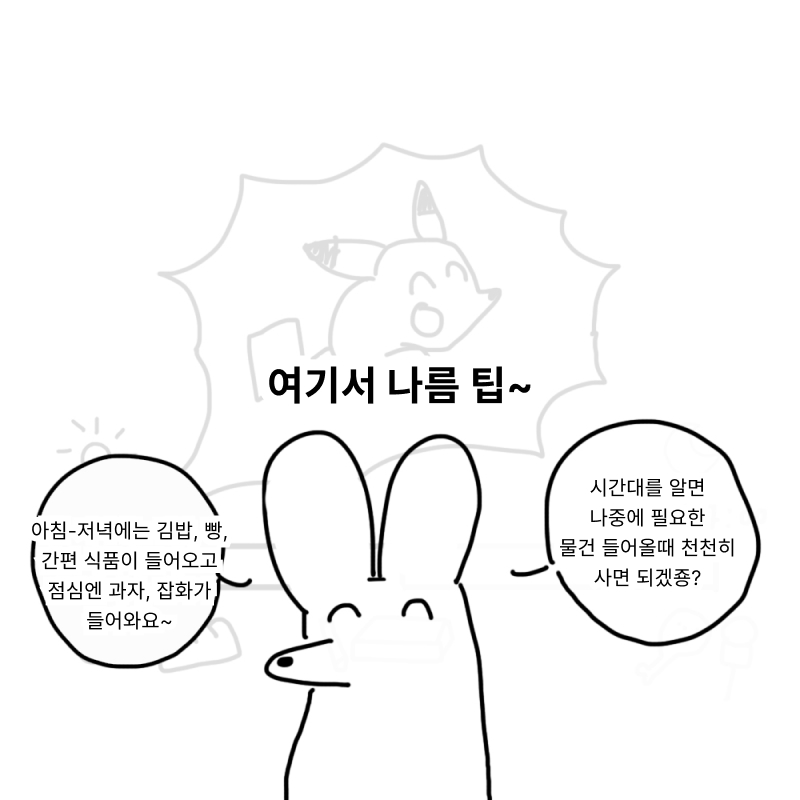 여기서 나름 팁~
아침-저녁에는 김밥, 빵,
간편 식품이 들어오고
점심엔 과자, 잡화가
들어와요~
시간대를 알면
나중에 필요한
물건 들어올때 천천히
사면 되겠죵?